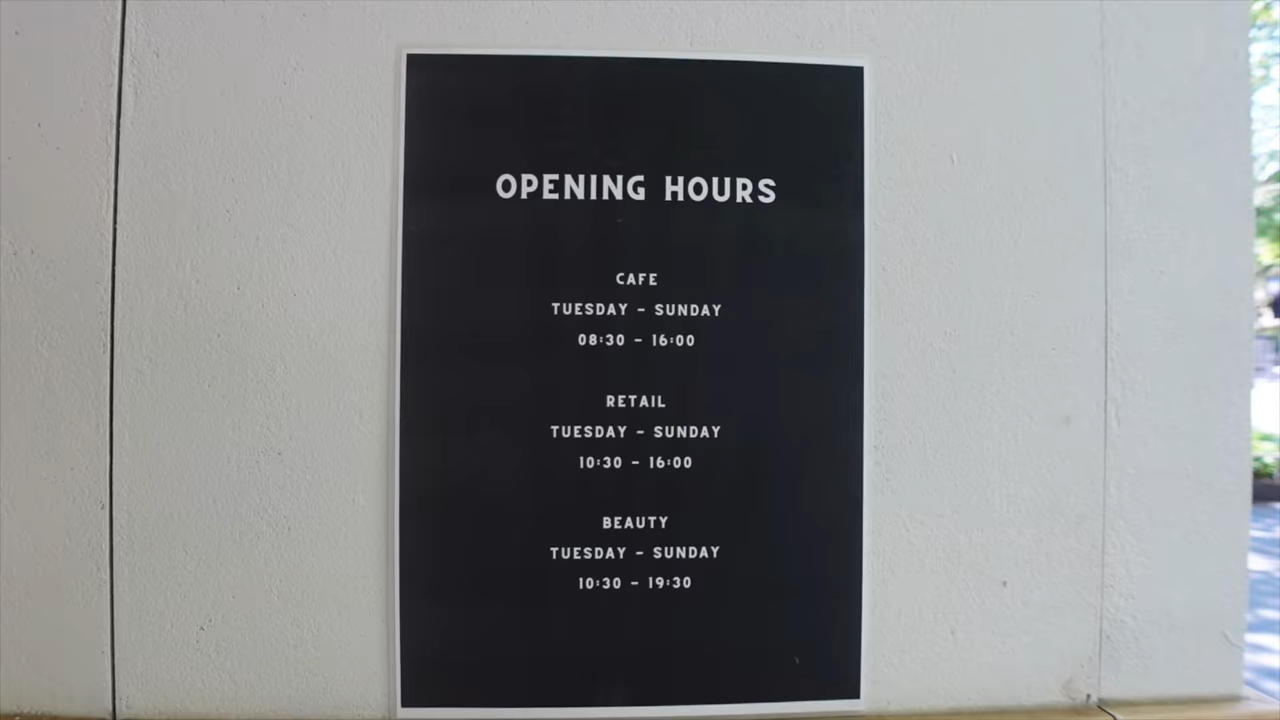 OPENING HOURS
CAFE
TUESDAY - SUNDAY
08:30 - 16:00
RETAIL
TUESDAY - SUNDAY
10:30 - 16:00
BEAUTY
TUESDAY - SUNDAY
10:30 - 19:30